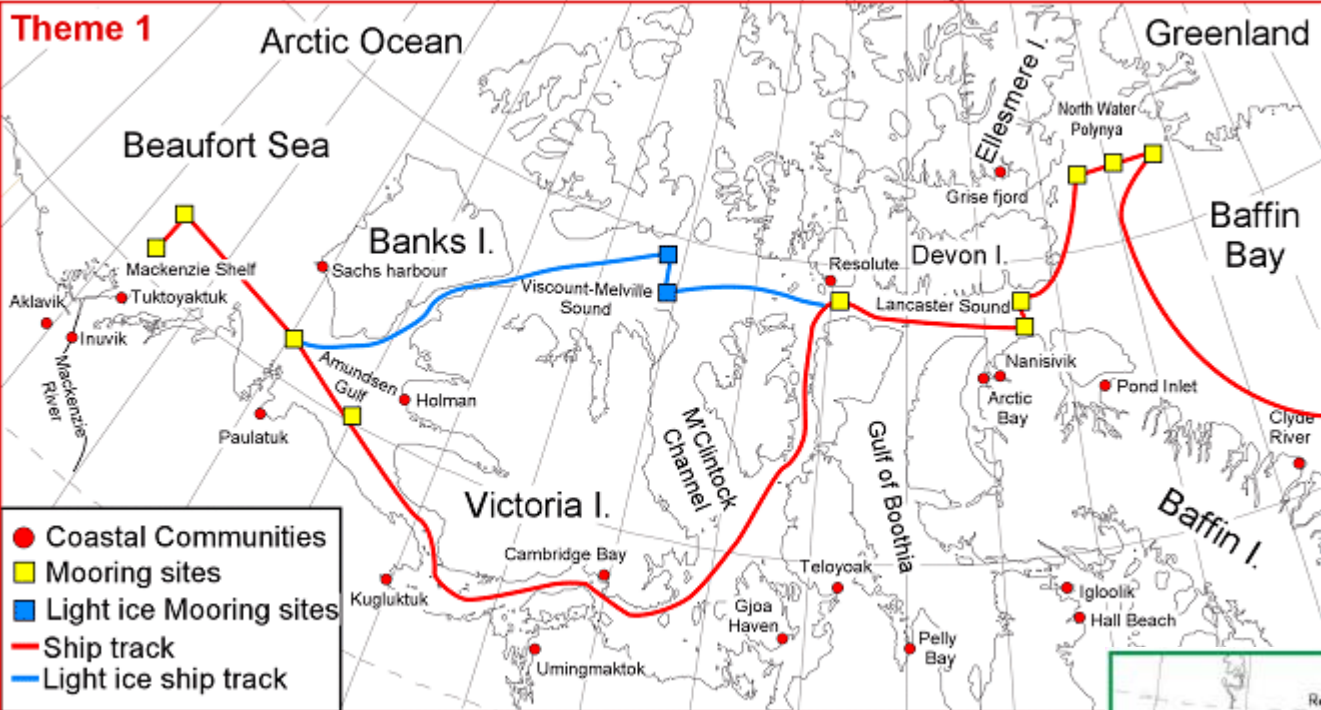 Theme 1
Arctic Ocean
Greenland
Beaufort Sea
Ellesmere I.
North Water
Polynya
Grise fjord
Baffin
Bay
Banks I.
Devon I.
Mackenzie Shelf
Sachs harbour
Resolute
Viscount-Melville
Sound
Lancaster Sound
Aklavik
Tuktoyaktuk
Inuvik
Mackenzie
River
Amundsen
Gulf
Holman
Nanisivik
Arctic
Bay
Pond Inlet
Paulatuk
M'Clintock
Channel
Gulf of Boothia
Clyde
River
Victoria I.
Baffin I.
Cambridge Bay
Teloyoak
Kugluktuk
Gjoa
Haven
Igloolik
Hall Beach
Umingmaktok
Pelly
Bay
Coastal Communities
Mooring sites
Light ice Mooring sites
Ship track
Light ice ship track